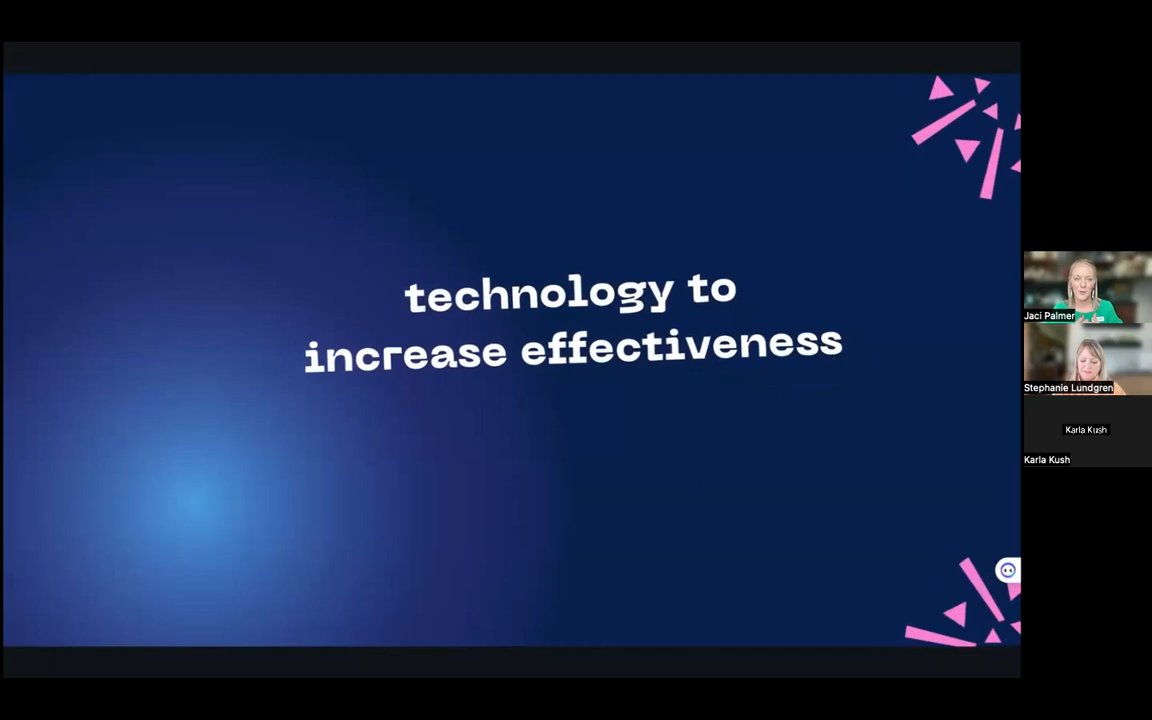 technology to
increase effectiveness
Jaci Palmer
Stephanie Lundgren
Karla Kush
Karla Kush